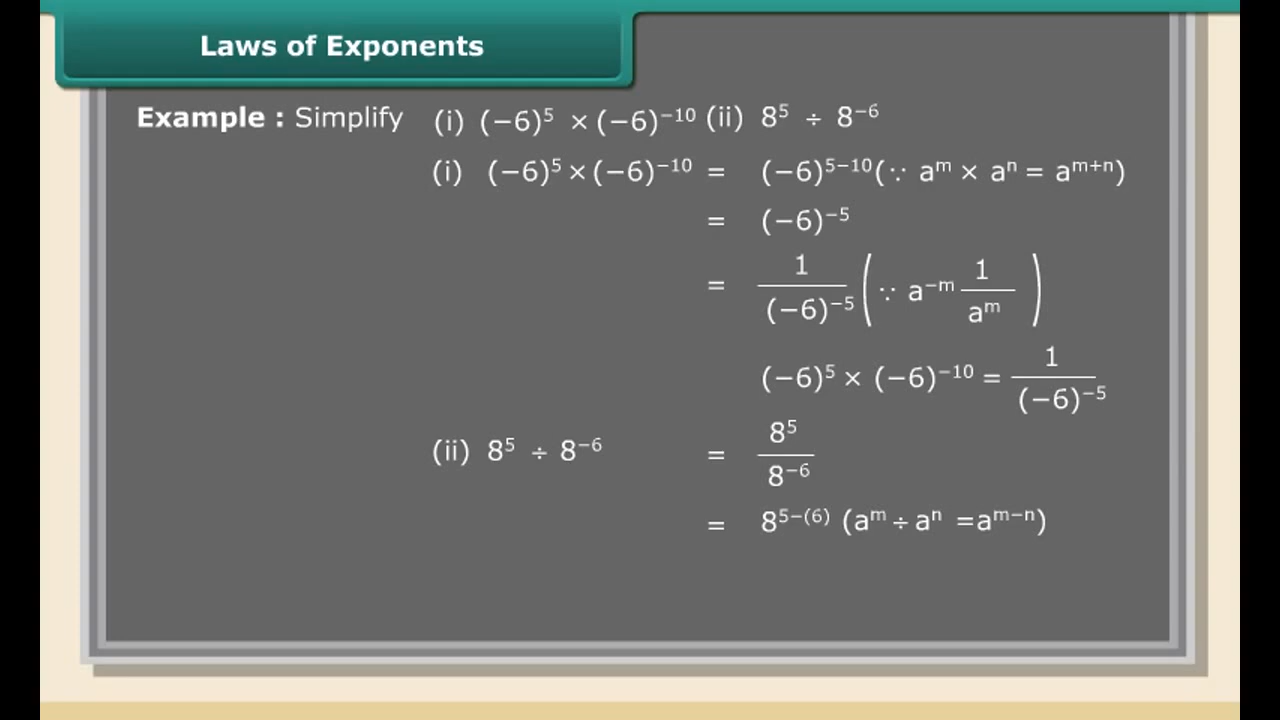 Laws of Exponents
Example : Simplify (i) (−6)⁵ × (−6)⁻¹⁰ (ii) 8⁵ ÷ 8⁻⁶
(i) (−6)⁵ × (−6)⁻¹⁰ = (−6)⁵⁻¹⁰ (∵ aᵐ × aⁿ = aᵐ⁺ⁿ)
= (−6)⁻⁵
= 1/(−6)⁻⁵ (∵ a⁻ᵐ 1/aᵐ)
(−6)⁵ × (−6)⁻¹⁰ = 1/(−6)⁻⁵
(ii) 8⁵ ÷ 8⁻⁶ = 8⁵/8⁻⁶
= 8⁵⁻⁽⁶⁾ (aᵐ ÷ aⁿ =aᵐ⁻ⁿ)